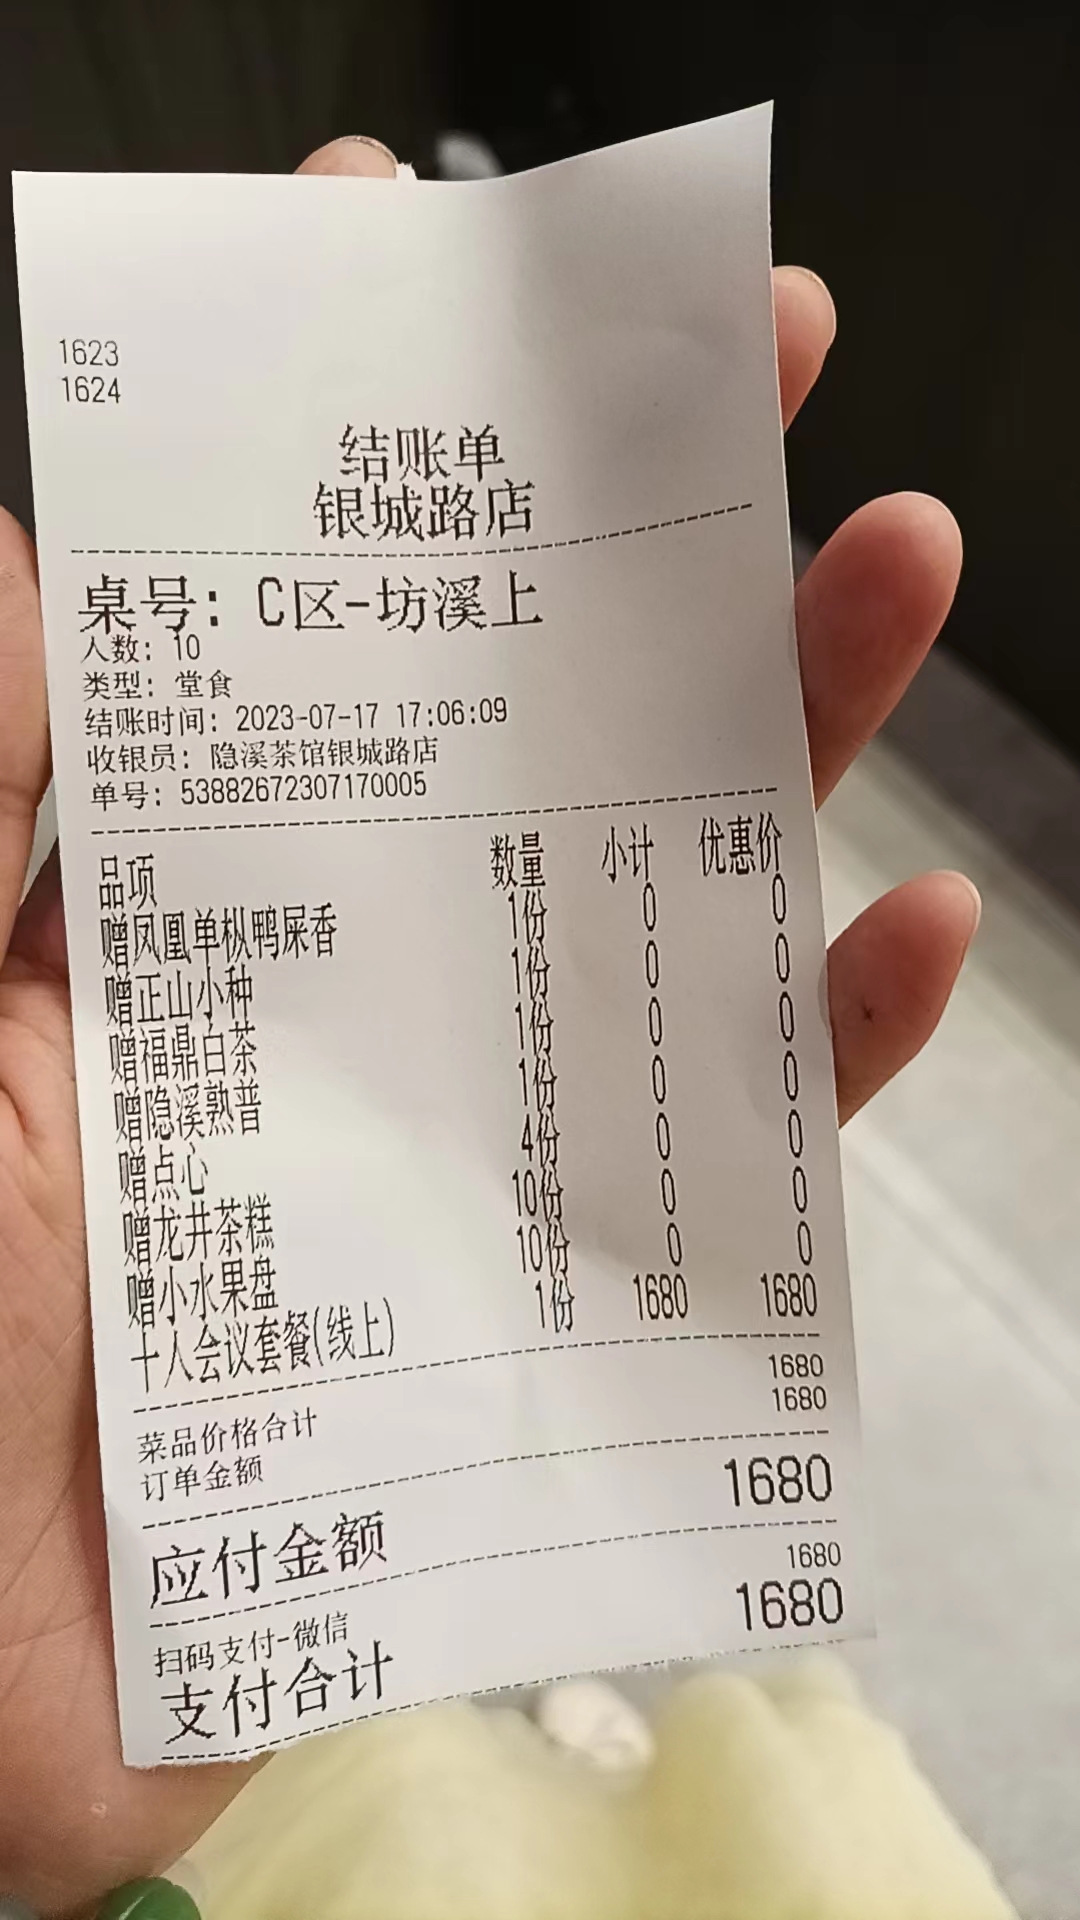 1623
1624
结账单
银城路店
桌号: C区-坊溪上
人数: 10
类型: 堂食
结账时间: 2023-07-17 17:06:09
收银员: 隐溪茶馆银城路店
单号: 53882672307170005
品项 数量 小计 优惠价
赠凤凰单枞鸭屎香 1份 0 0
赠正山小种 1份 0 0
赠福鼎白茶 1份 0 0
赠隐溪熟普 1份 0 0
赠点心 4份 0 0
赠龙井茶糕 10份 0 0
赠小水果盘 10份 0 0
十人会议套餐(线上) 1份 1680 1680
菜品价格合计 1680
订单金额 1680
应付金额 1680
扫码支付-微信 1680
支付合计 1680